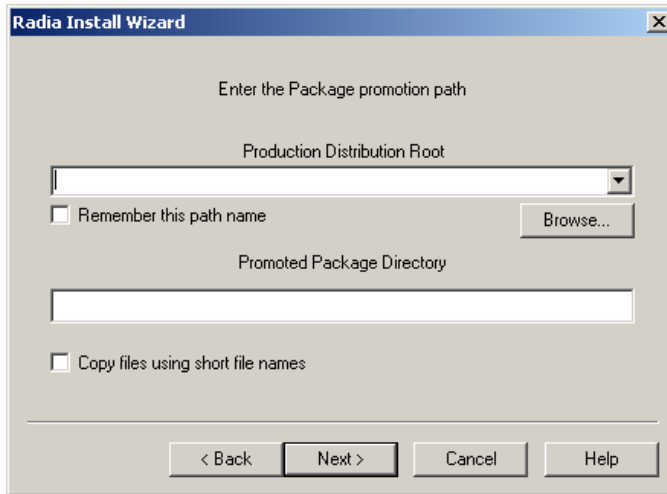 Radia Install Wizard
Enter the Package promotion path
Production Distribution Root
Remember this path name
Browse...
Promoted Package Directory
Copy files using short file names
< Back
Next >
Cancel
Help